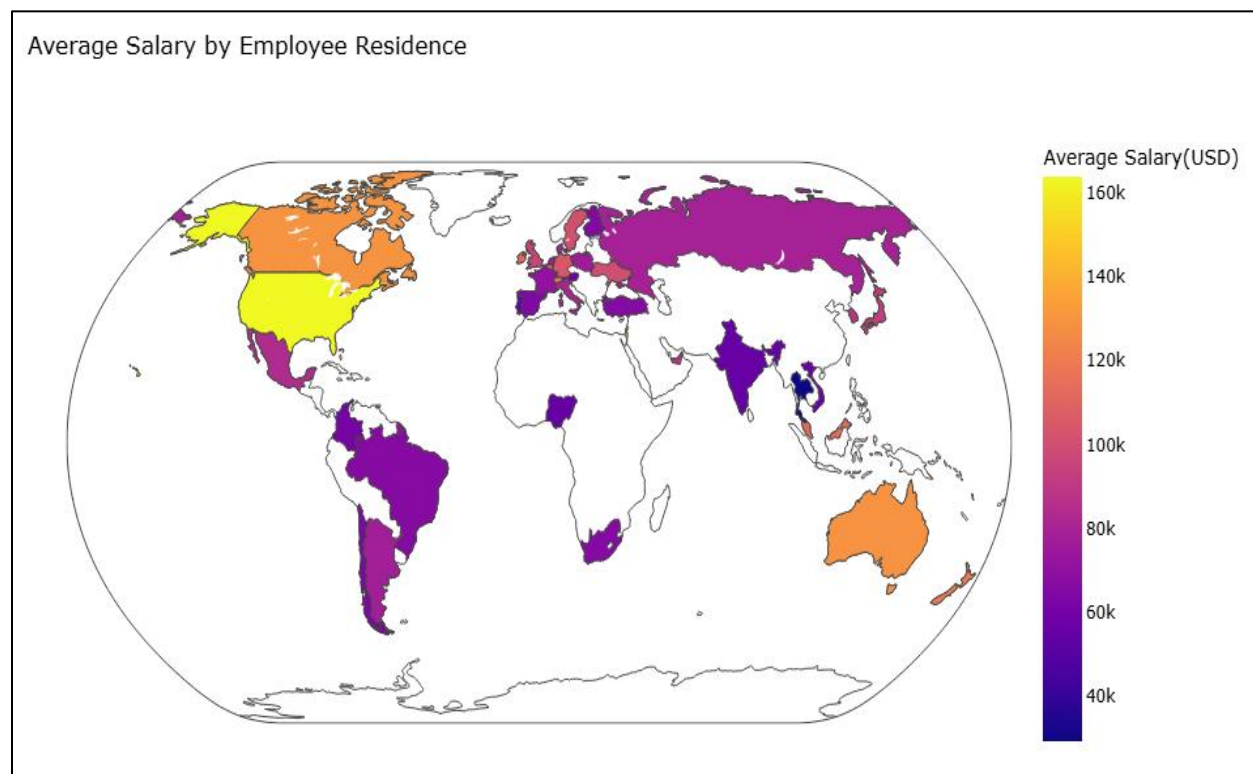 Average Salary by Employee Residence
Average Salary(USD)
160k
140k
120k
100k
80k
60k
40k